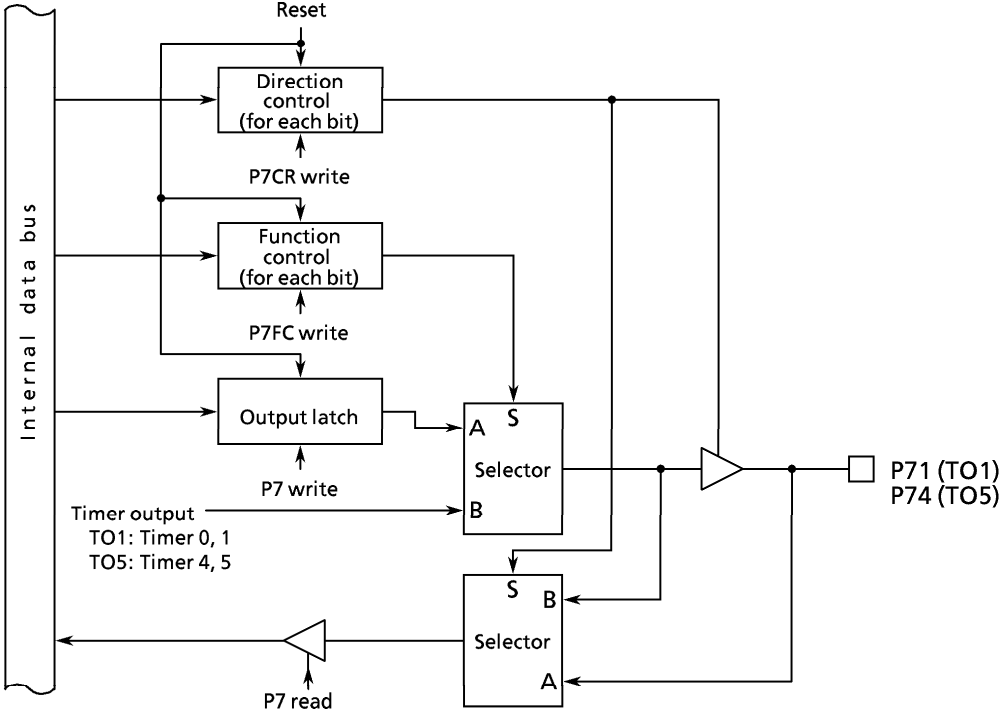 Reset
Direction
control
(for each bit)
P7CR write
Function
control
(for each bit)
P7FC write
Internal data bus
Output latch
P7 write
A
S
Selector
B
P71 (TO1)
P74 (TO5)
Timer output
TO1: Timer 0, 1
TO5: Timer 4, 5
S
B
Selector
A
P7 read